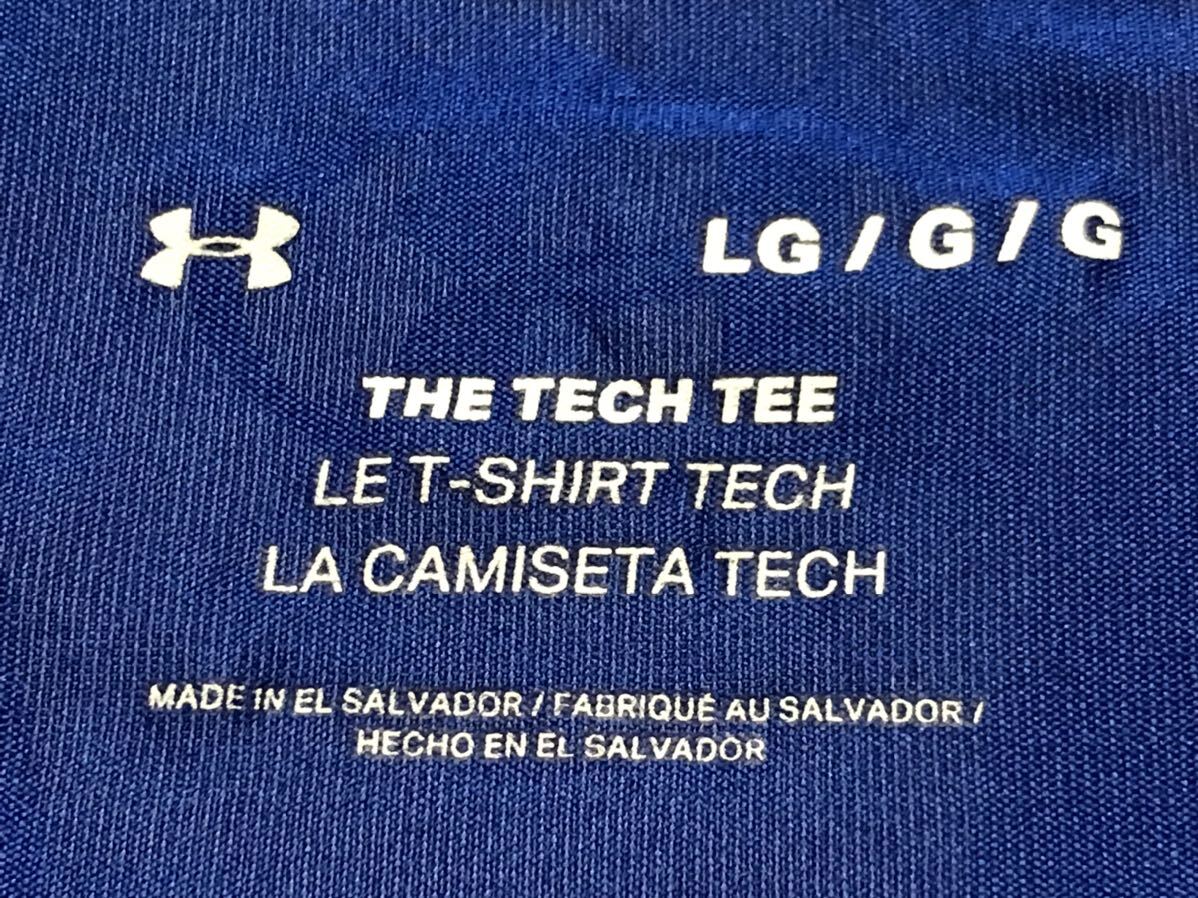 LG / G / G
THE TECH TEE
LE T-SHIRT TECH
LA CAMISETA TECH
MADE IN EL SALVADOR / FABRIQUÉ AU SALVADOR /
HECHO EN EL SALVADOR